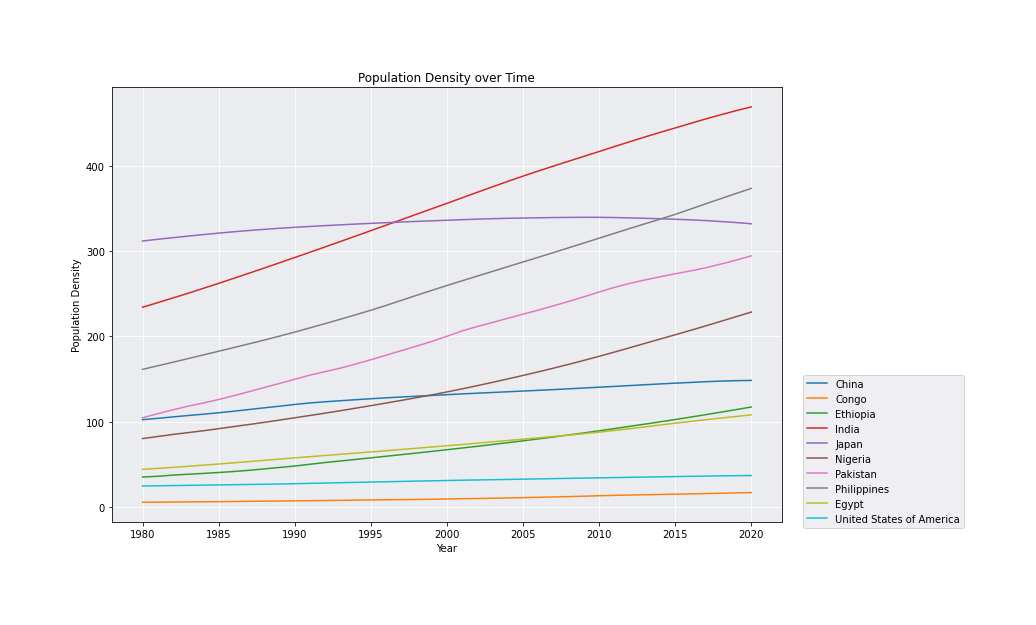 Population Density over Time
Population Density
400
300
200
100
0
1980 1985 1990 1995 2000 2005 2010 2015 2020
Year
China
Congo
Ethiopia
India
Japan
Nigeria
Pakistan
Philippines
Egypt
United States of America